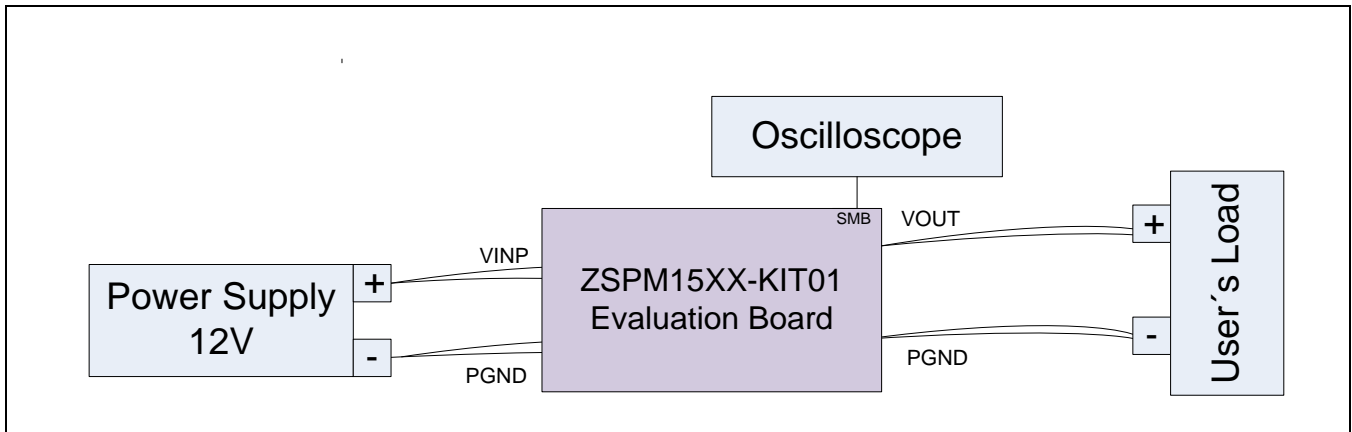 Oscilloscope
SMB
VOUT
VINP
+
+
ZSPM15XX-KIT01
Evaluation Board
Power Supply
12V
-
-
PGND
PGND
User´s Load